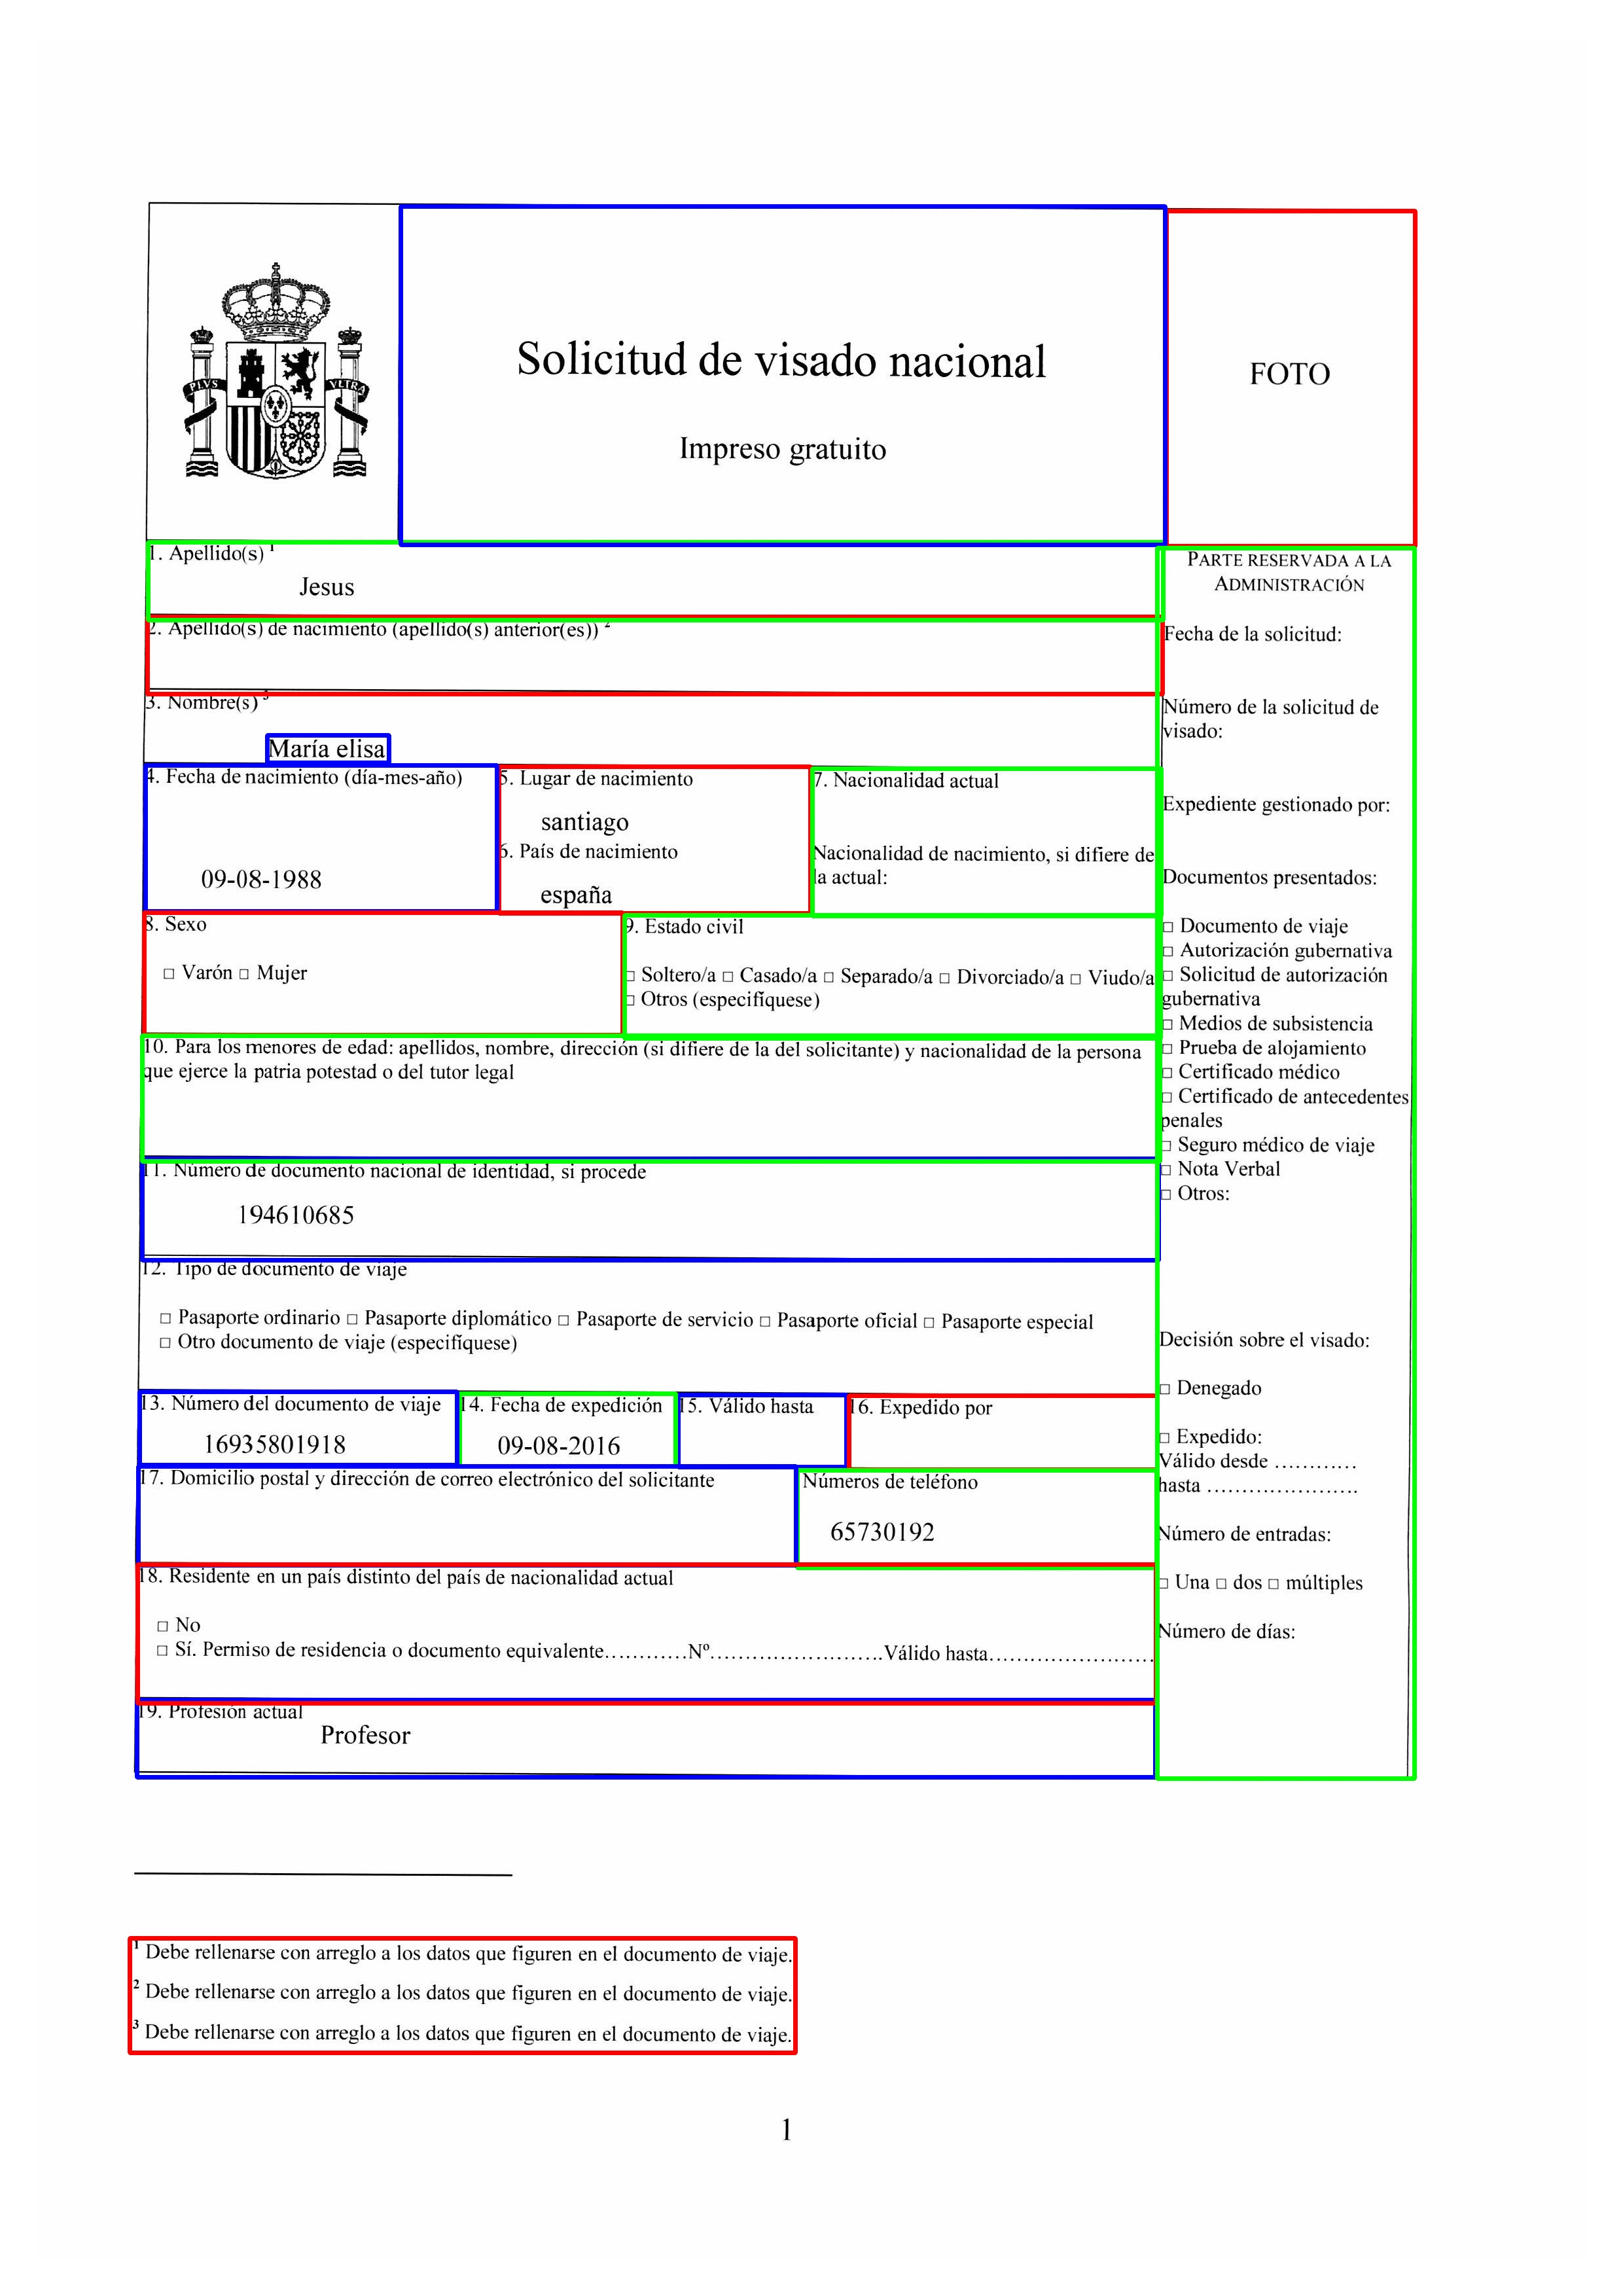 PLVS VLTRA
Solicitud de visado nacional
Impreso gratuito
FOTO
1. Apellido(s) 1
Jesus
2. Apellido(s) de nacimiento (apellido(s) anterior(es)) 2
3. Nombre(s) 3
María elisa
4. Fecha de nacimiento (día-mes-año)
09-08-1988
5. Lugar de nacimiento
santiago
6. País de nacimiento
españa
7. Nacionalidad actual
Nacionalidad de nacimiento, si difiere de
la actual:
8. Sexo
□ Varón □ Mujer
9. Estado civil
□ Soltero/a □ Casado/a □ Separado/a □ Divorciado/a □ Viudo/a
□ Otros (especifíquese)
10. Para los menores de edad: apellidos, nombre, dirección (si difiere de la del solicitante) y nacionalidad de la persona
que ejerce la patria potestad o del tutor legal
11. Número de documento nacional de identidad, si procede
194610685
12. Tipo de documento de viaje
□ Pasaporte ordinario □ Pasaporte diplomático □ Pasaporte de servicio □ Pasaporte oficial □ Pasaporte especial
□ Otro documento de viaje (especifíquese)
13. Número del documento de viaje
16935801918
14. Fecha de expedición
09-08-2016
15. Válido hasta
16. Expedido por
17. Domicilio postal y dirección de correo electrónico del solicitante
Números de teléfono
65730192
18. Residente en un país distinto del país de nacionalidad actual
□ No
□ Sí. Permiso de residencia o documento equivalente............Nº.........................Válido hasta........................
19. Profesión actual
Profesor
PARTE RESERVADA A LA
ADMINISTRACIÓN
Fecha de la solicitud:
Número de la solicitud de
visado:
Expediente gestionado por:
Documentos presentados:
□ Documento de viaje
□ Autorización gubernativa
□ Solicitud de autorización
gubernativa
□ Medios de subsistencia
□ Prueba de alojamiento
□ Certificado médico
□ Certificado de antecedentes
penales
□ Seguro médico de viaje
□ Nota Verbal
□ Otros:
Decisión sobre el visado:
□ Denegado
□ Expedido:
Válido desde ............
hasta ......................
Número de entradas:
□ Una □ dos □ múltiples
Número de días:
1 Debe rellenarse con arreglo a los datos que figuren en el documento de viaje.
2 Debe rellenarse con arreglo a los datos que figuren en el documento de viaje.
3 Debe rellenarse con arreglo a los datos que figuren en el documento de viaje.
1